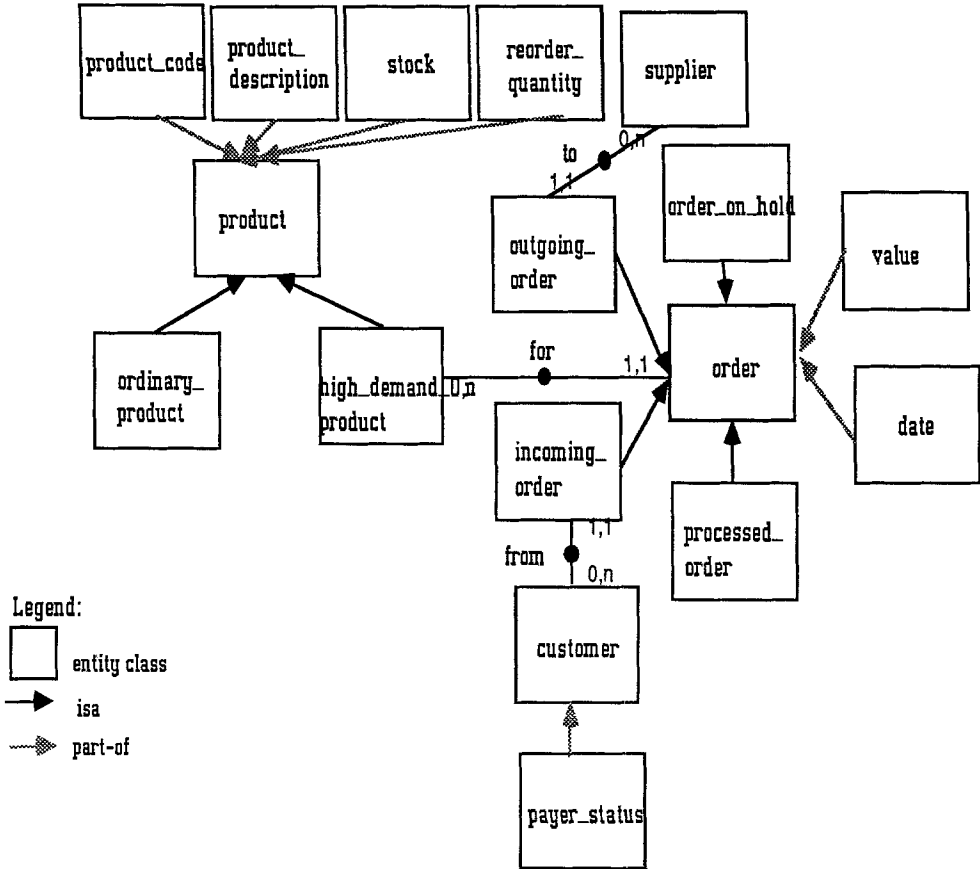 product_code
product_
description
stock
reorder_
quantity
supplier
0,n
to
1,1
product
outgoing_
order
order_on_hold
value
ordinary_
product
high_demand_0,n
product
for
1,1
order
date
incoming_
order
1,1
from
0,n
processed_
order
customer
payer_status
Legend:
entity class
isa
part-of